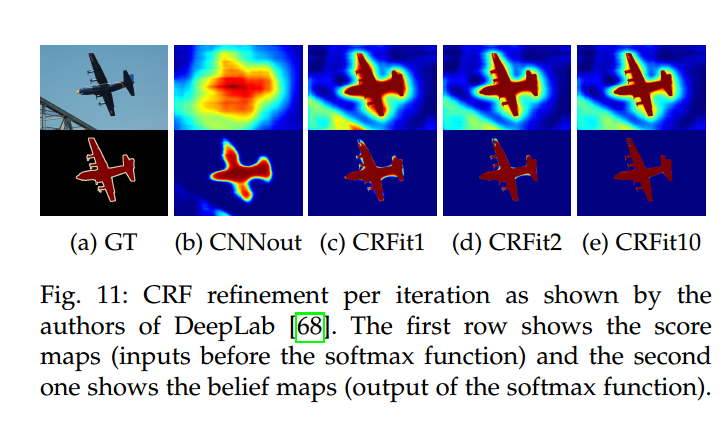 (a) GT (b) CNNout (c) CRFit1 (d) CRFit2 (e) CRFit10
Fig. 11: CRF refinement per iteration as shown by the
authors of DeepLab [68]. The first row shows the score
maps (inputs before the softmax function) and the second
one shows the belief maps (output of the softmax function).